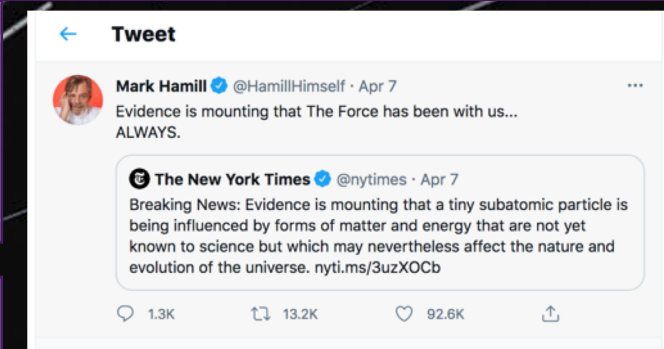 Tweet
Mark Hamill @HamillHimself · Apr 7
Evidence is mounting that The Force has been with us...
ALWAYS.
The New York Times @nytimes · Apr 7
Breaking News: Evidence is mounting that a tiny subatomic particle is
being influenced by forms of matter and energy that are not yet
known to science but which may nevertheless affect the nature and
evolution of the universe. nyti.ms/3uzXOCb
1.3K 13.2K 92.6K